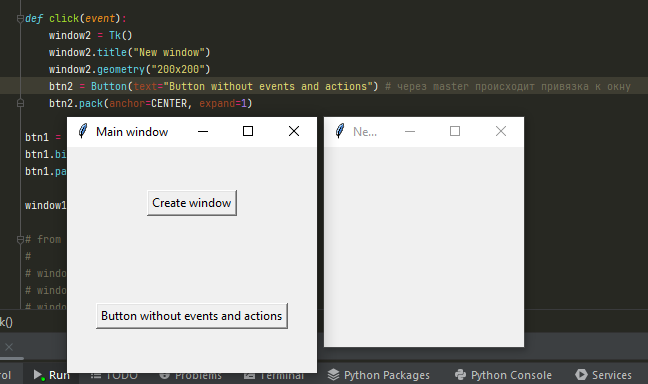 def click(event):
window2 = Tk()
window2.title("New window")
window2.geometry("200x200")
btn2 = Button(text="Button without events and actions") # через master происходит привязка к окну
btn2.pack(anchor=CENTER, expand=1)
Main window
Ne...
btn1 =
btn1.bi
btn1.pa
Create window
window1
# from
#
# windo
# windo
# windo
Button without events and actions
k()
rol
Run
TODO
Problems
Terminal
Python Packages
Python Console
Services